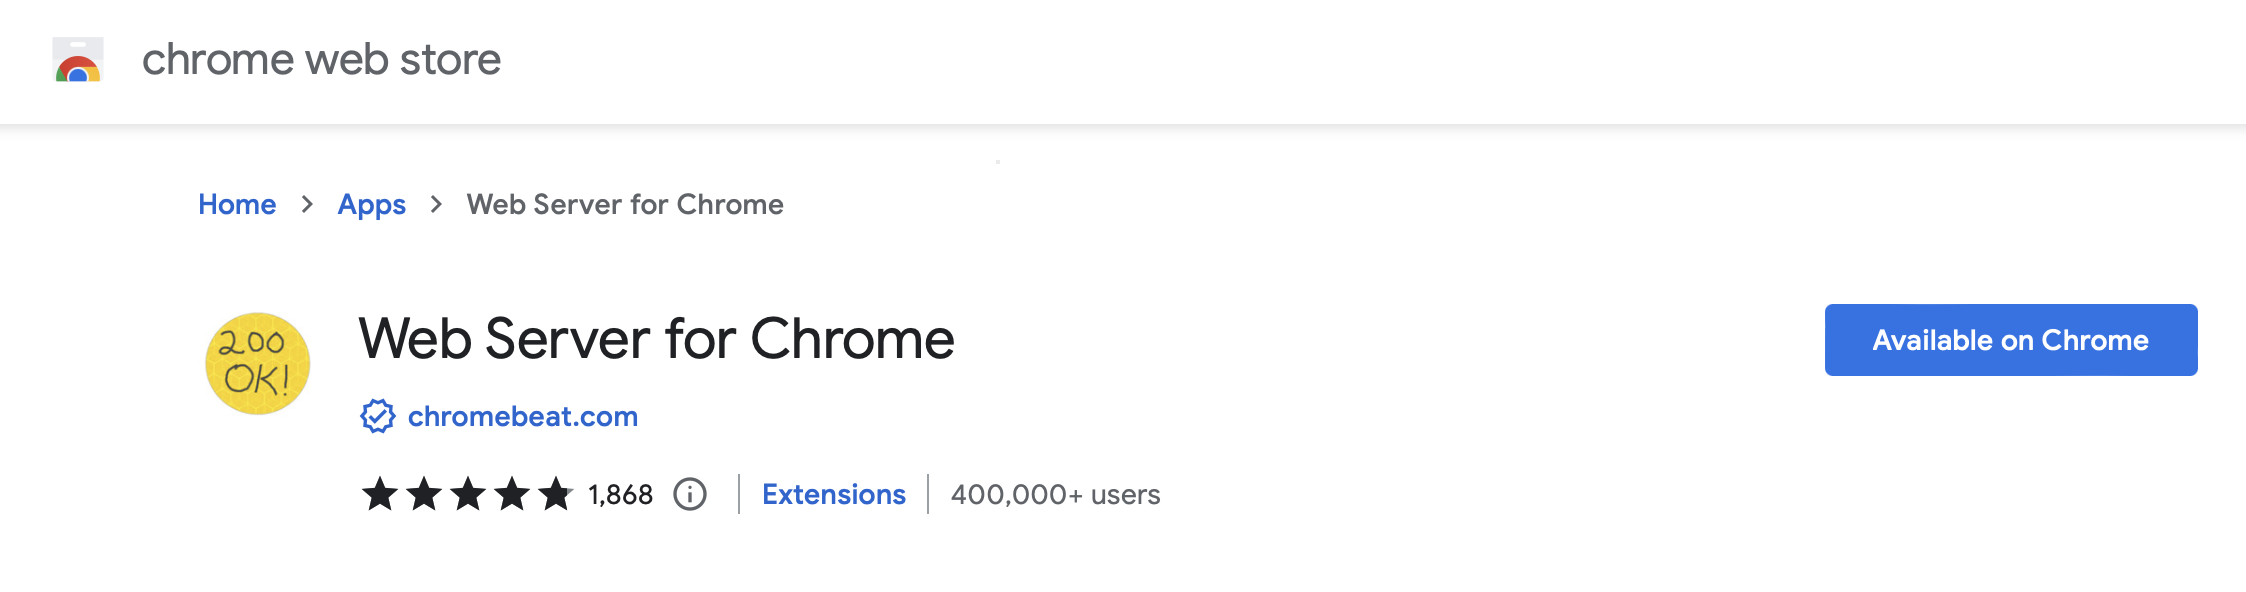 chrome web store
Home > Apps > Web Server for Chrome
200
OK!
Web Server for Chrome
Available on Chrome
chromebeat.com
1,868
Extensions
400,000+ users